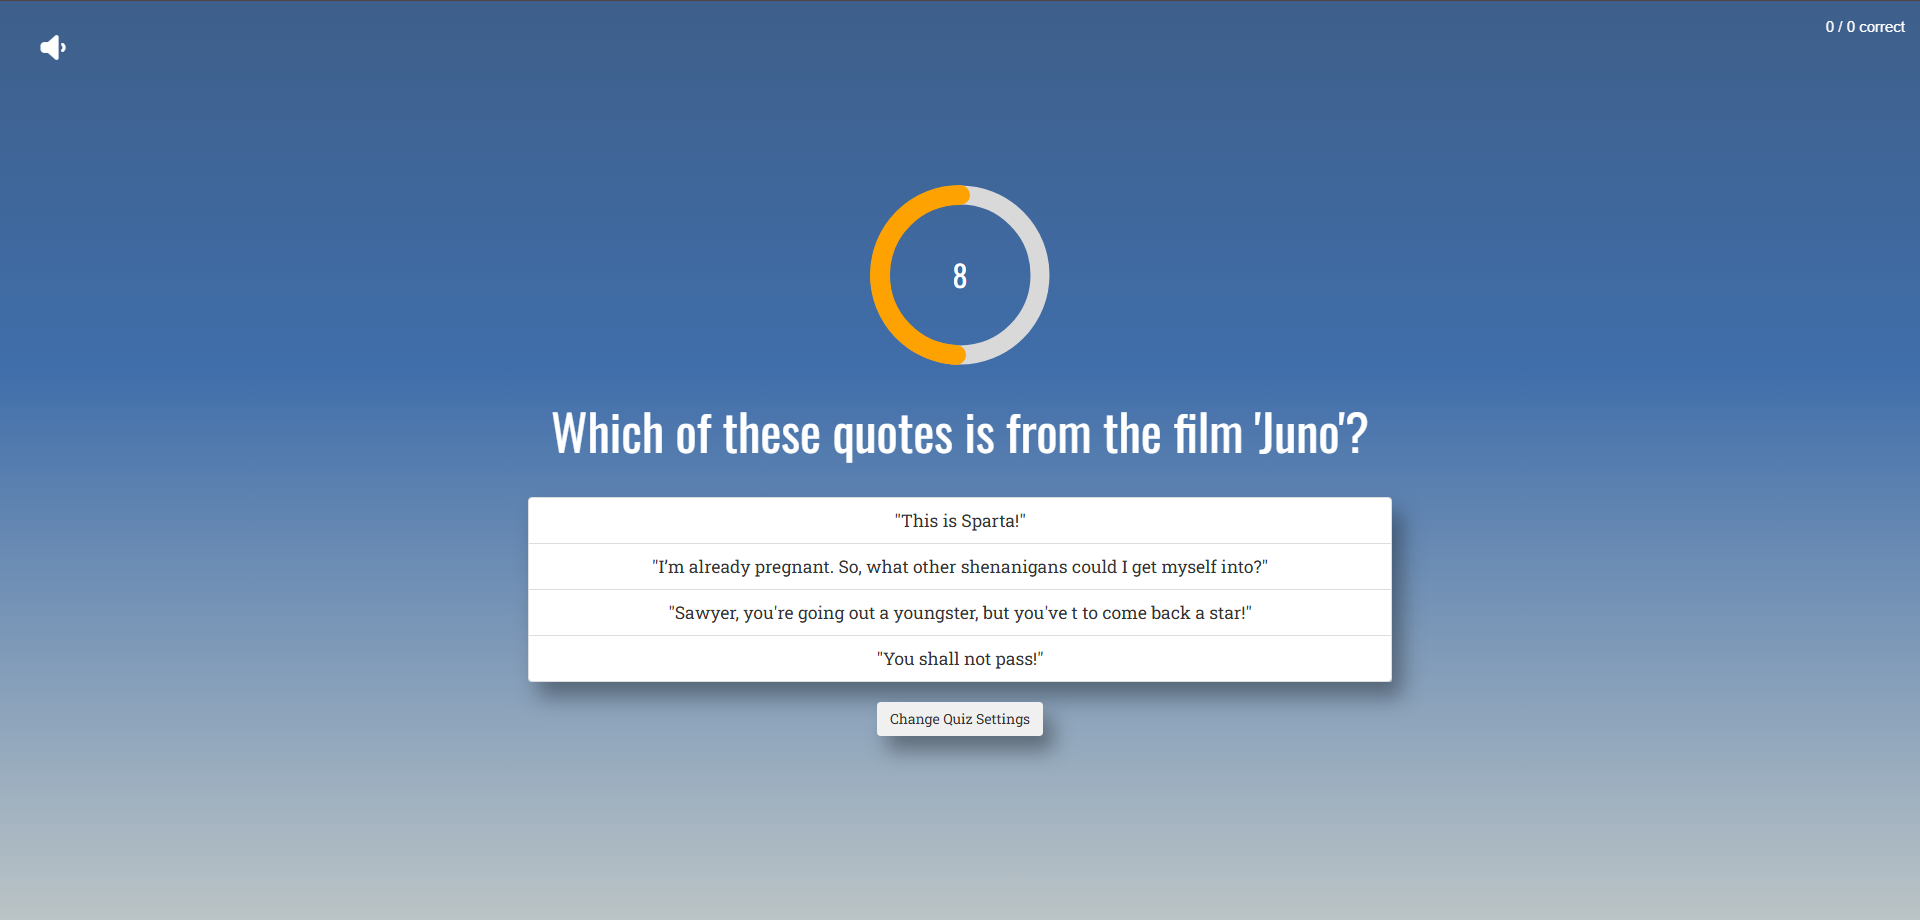 0 / 0 correct
8
Which of these quotes is from the film 'Juno'?
"This is Sparta!"
"I’m already pregnant. So, what other shenanigans could I get myself into?"
"Sawyer, you're going out a youngster, but you've t to come back a star!"
"You shall not pass!"
Change Quiz Settings